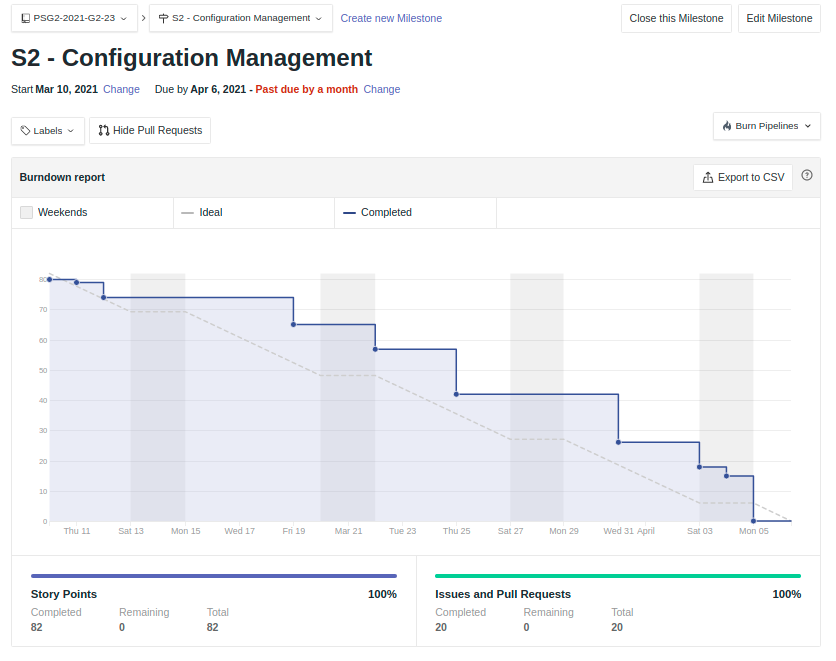 PSG2-2021-G2-23 S2 - Configuration Management Create new Milestone Close this Milestone Edit Milestone
S2 - Configuration Management
Start Mar 10, 2021 Change Due by Apr 6, 2021 - Past due by a month Change
Labels Hide Pull Requests Burn Pipelines
Burndown report Export to CSV
Weekends Ideal Completed
80
70
60
50
40
30
20
10
0
Thu 11 Sat 13 Mon 15 Wed 17 Fri 19 Mar 21 Tue 23 Thu 25 Sat 27 Mon 29 Wed 31 April Sat 03 Mon 05
Story Points 100%
Completed Remaining Total
82 0 82
Issues and Pull Requests 100%
Completed Remaining Total
20 0 20